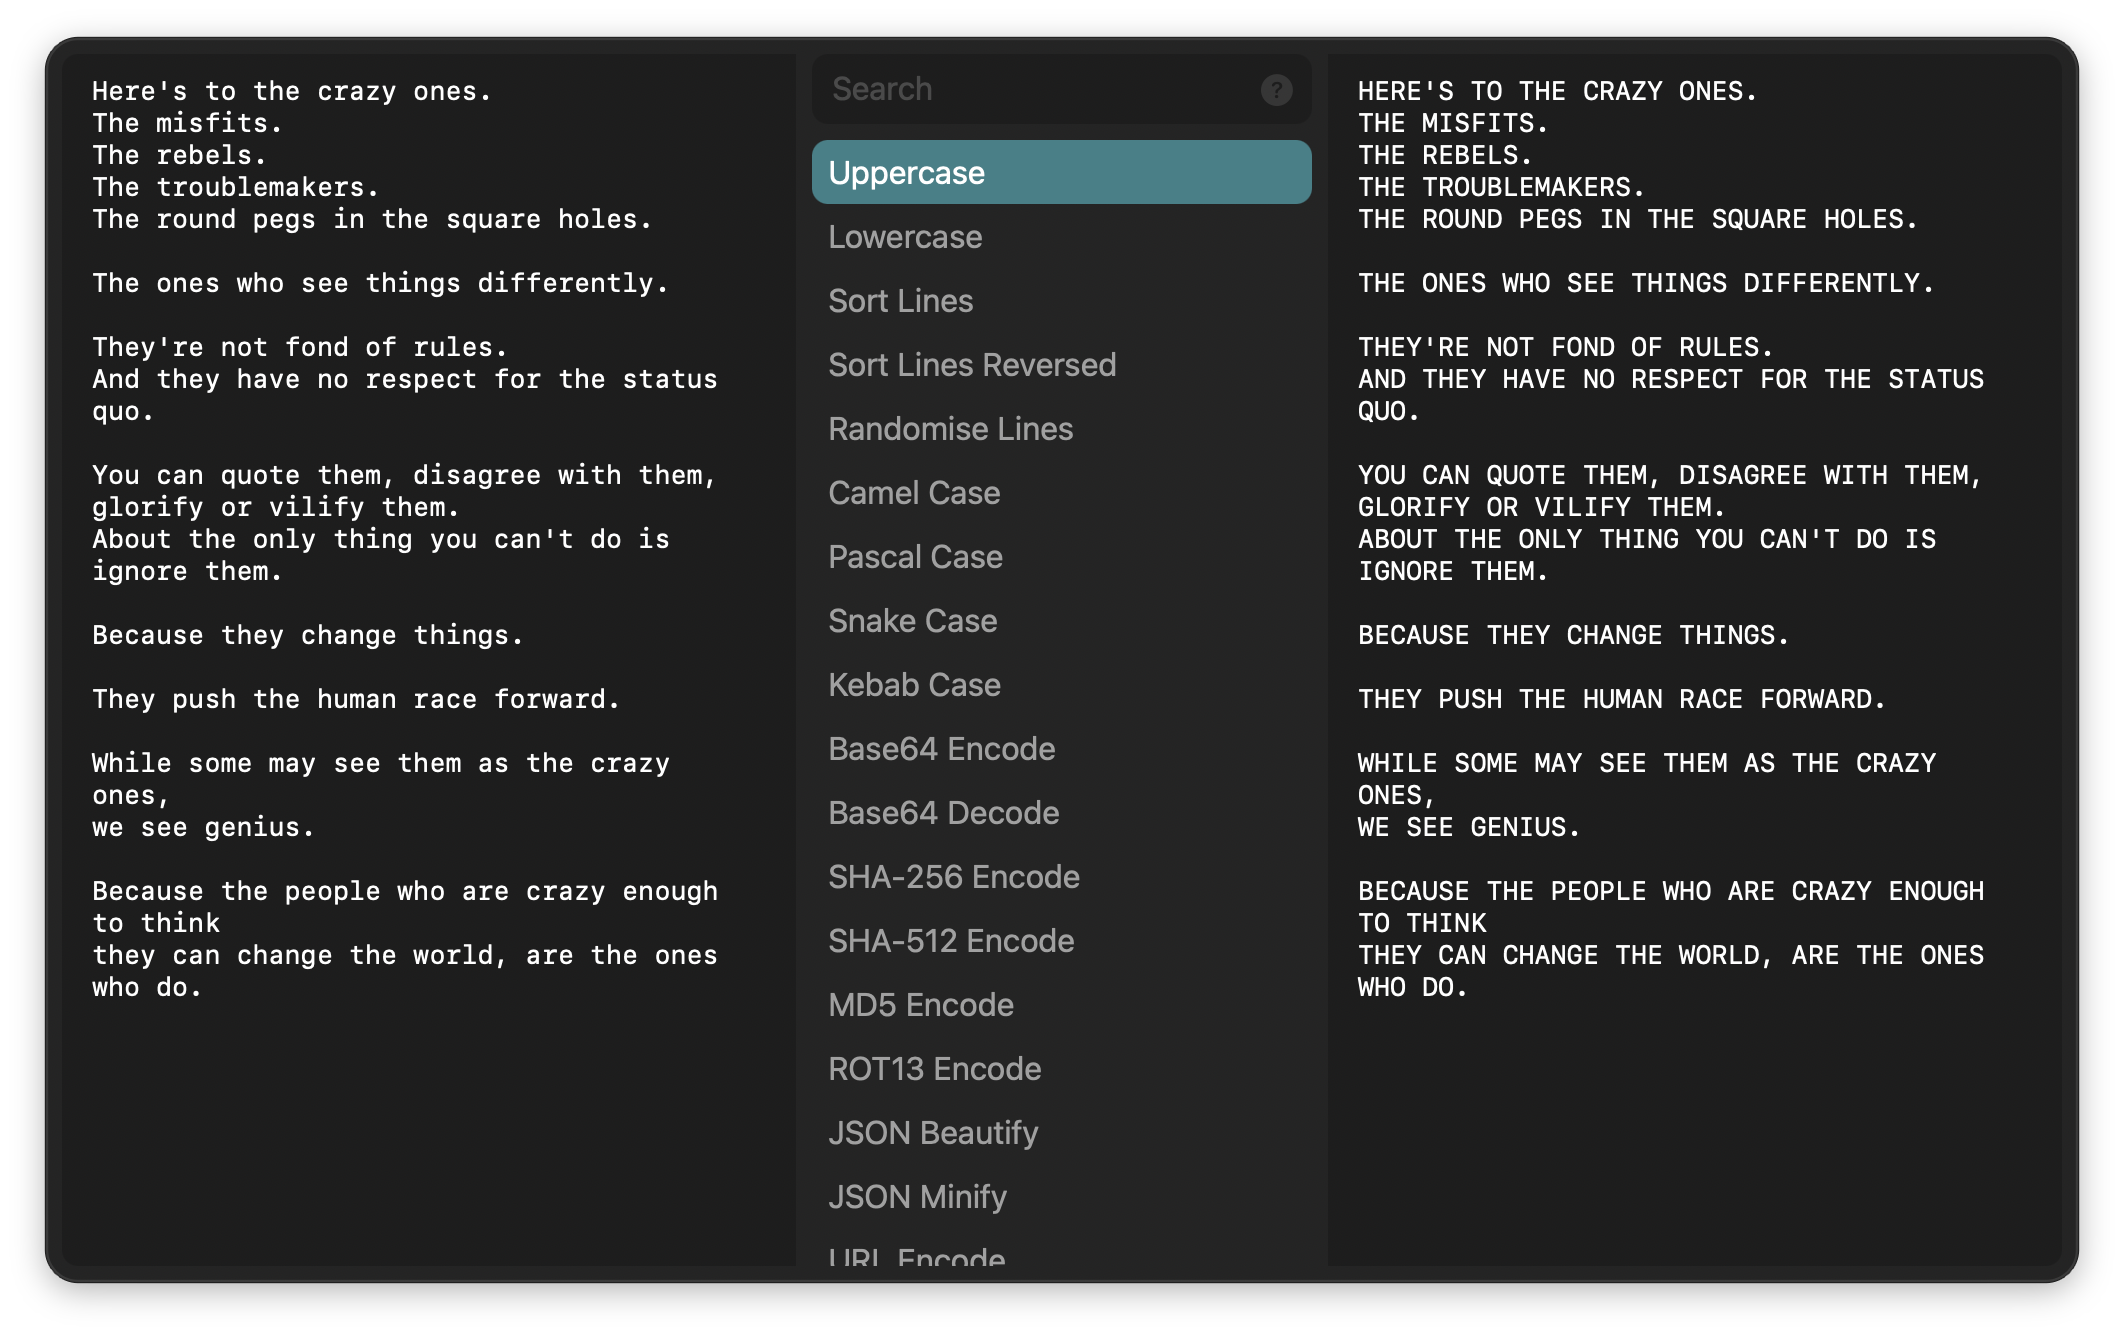 Here's to the crazy ones.
The misfits.
The rebels.
The troublemakers.
The round pegs in the square holes.
The ones who see things differently.
They're not fond of rules.
And they have no respect for the status
quo.
You can quote them, disagree with them,
glorify or vilify them.
About the only thing you can't do is
ignore them.
Because they change things.
They push the human race forward.
While some may see them as the crazy
ones,
we see genius.
Because the people who are crazy enough
to think
they can change the world, are the ones
who do.
Search
?
Uppercase
Lowercase
Sort Lines
Sort Lines Reversed
Randomise Lines
Camel Case
Pascal Case
Snake Case
Kebab Case
Base64 Encode
Base64 Decode
SHA-256 Encode
SHA-512 Encode
MD5 Encode
ROT13 Encode
JSON Beautify
JSON Minify
URL Encode
HERE'S TO THE CRAZY ONES.
THE MISFITS.
THE REBELS.
THE TROUBLEMAKERS.
THE ROUND PEGS IN THE SQUARE HOLES.
THE ONES WHO SEE THINGS DIFFERENTLY.
THEY'RE NOT FOND OF RULES.
AND THEY HAVE NO RESPECT FOR THE STATUS
QUO.
YOU CAN QUOTE THEM, DISAGREE WITH THEM,
GLORIFY OR VILIFY THEM.
ABOUT THE ONLY THING YOU CAN'T DO IS
IGNORE THEM.
BECAUSE THEY CHANGE THINGS.
THEY PUSH THE HUMAN RACE FORWARD.
WHILE SOME MAY SEE THEM AS THE CRAZY
ONES,
WE SEE GENIUS.
BECAUSE THE PEOPLE WHO ARE CRAZY ENOUGH
TO THINK
THEY CAN CHANGE THE WORLD, ARE THE ONES
WHO DO.